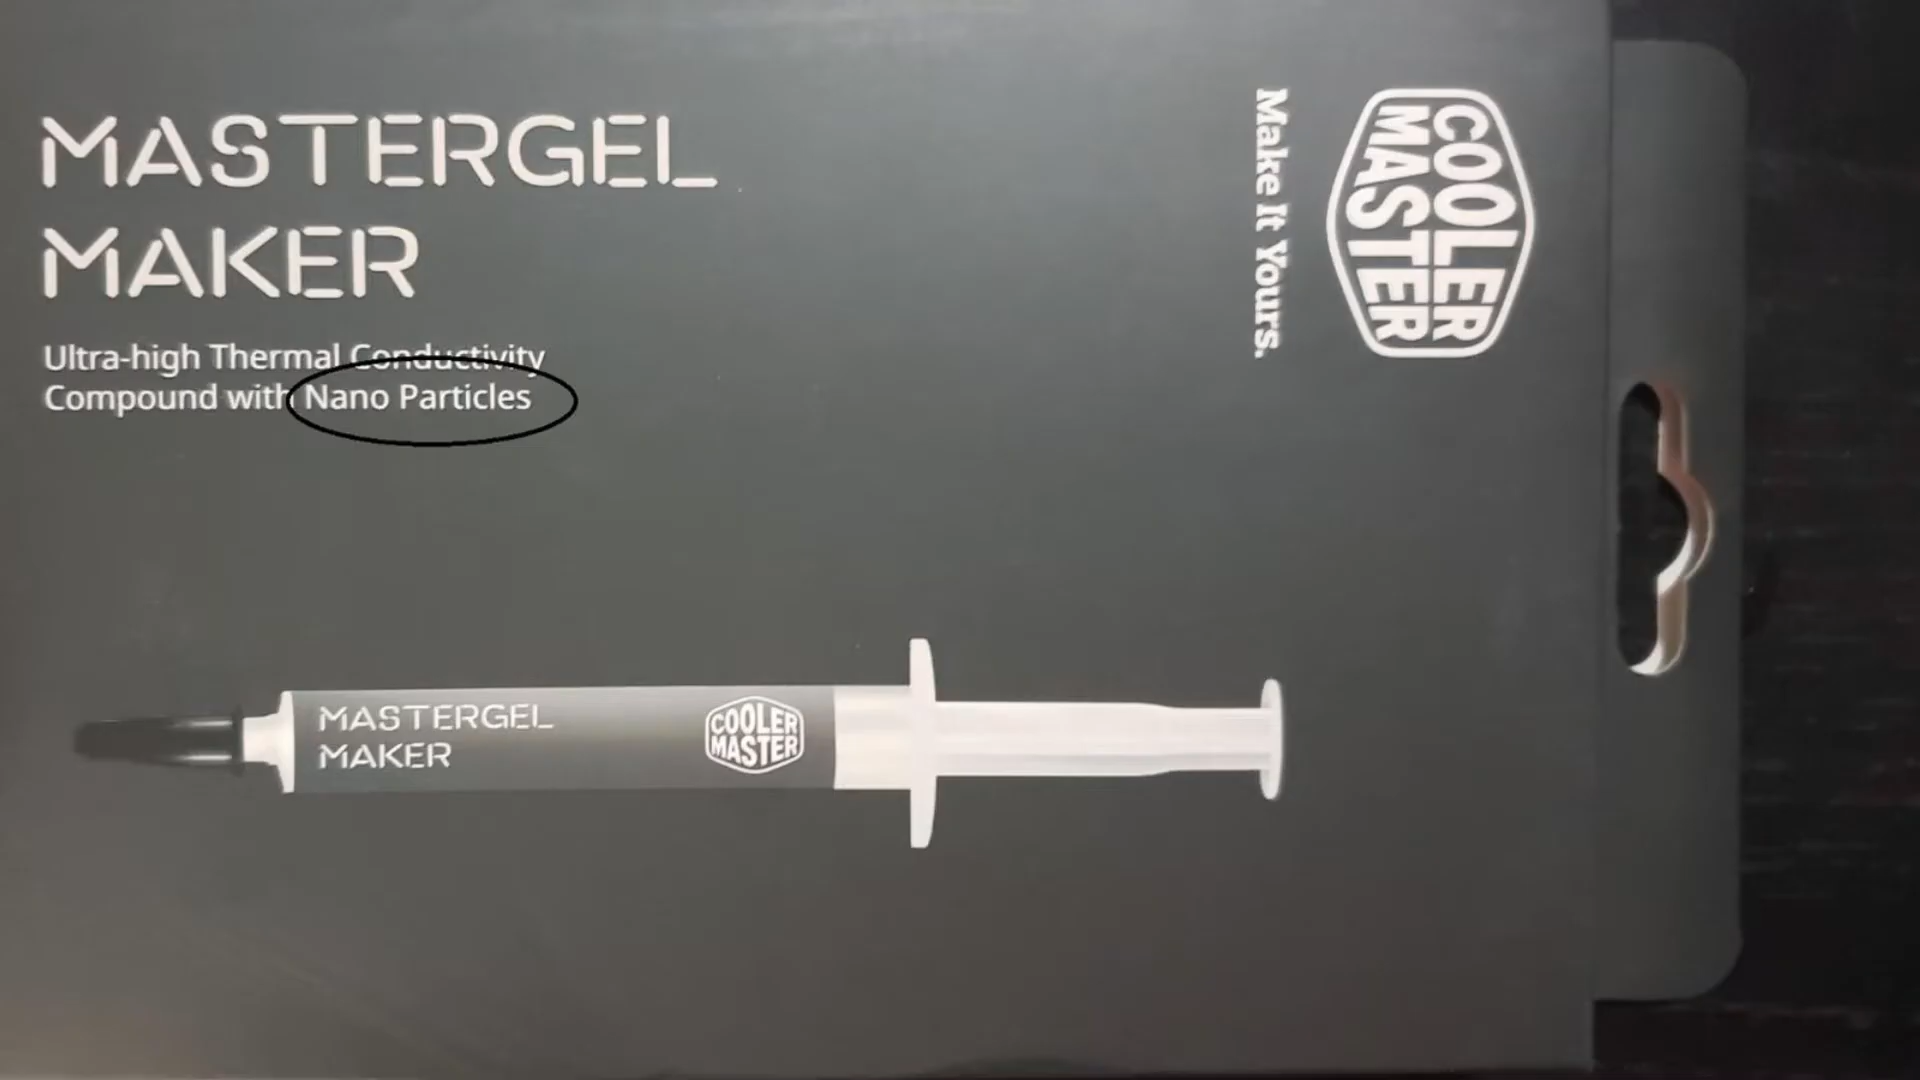 MASTERGEL
MAKER
Ultra-high Thermal Conductivity
Compound with Nano Particles
COOLER
MASTER
Make It Yours.
MASTERGEL
MAKER
COOLER
MASTER